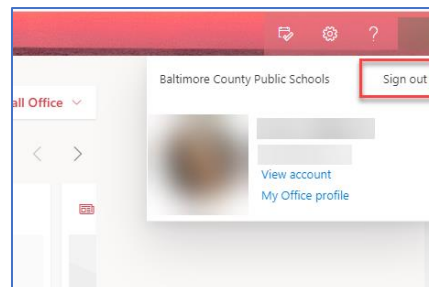 ?
Baltimore County Public Schools
Sign out
all Office
View account
My Office profile